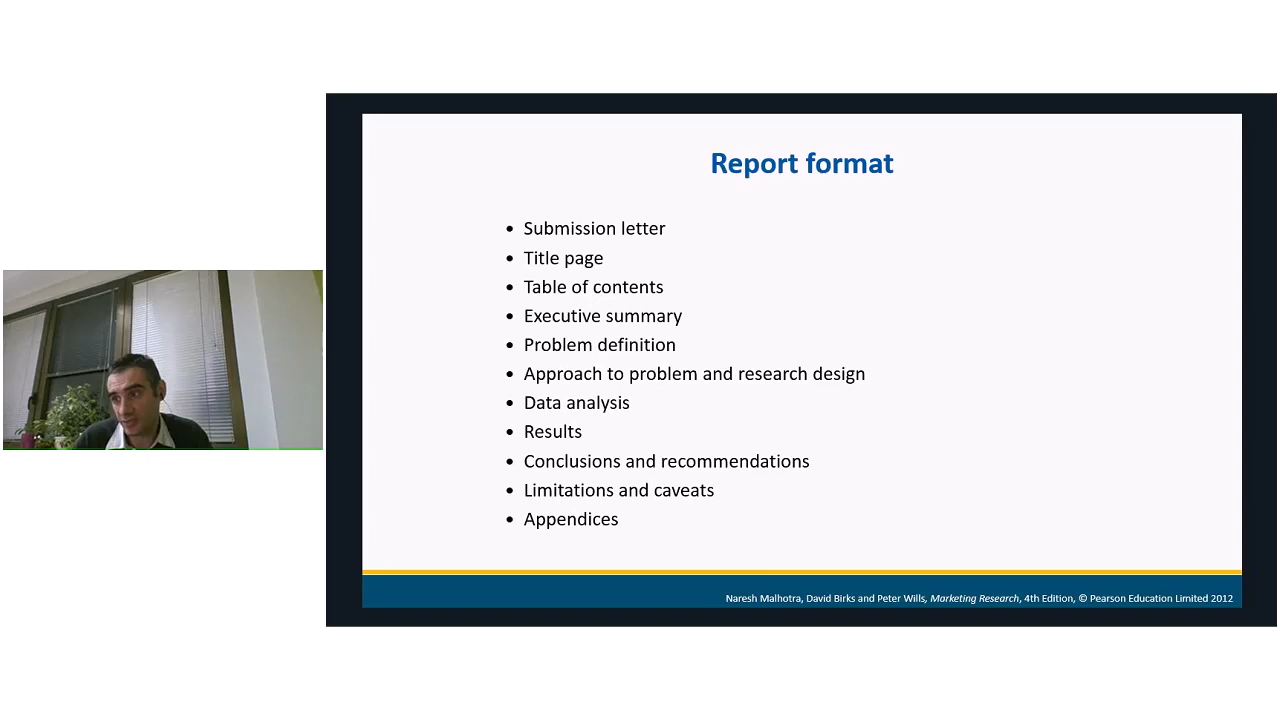 Report format
• Submission letter
• Title page
• Table of contents
• Executive summary
• Problem definition
• Approach to problem and research design
• Data analysis
• Results
• Conclusions and recommendations
• Limitations and caveats
• Appendices
Naresh Malhotra, David Birks and Peter Wills, Marketing Research, 4th Edition, © Pearson Education Limited 2012